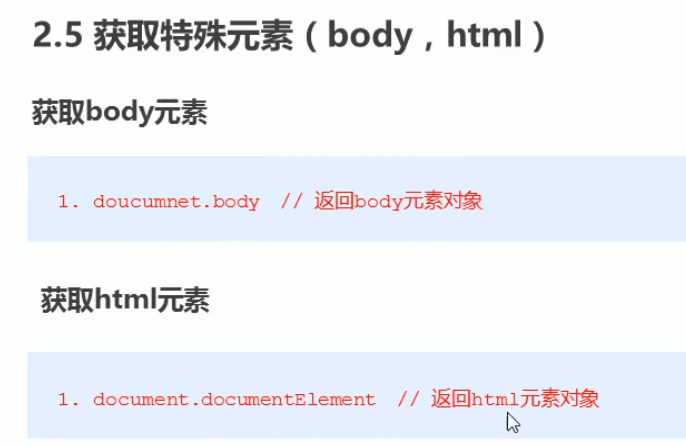 2.5 获取特殊元素（body，html）
获取body元素
1. doucumnet.body // 返回body元素对象
获取html元素
1. document.documentElement // 返回html元素对象